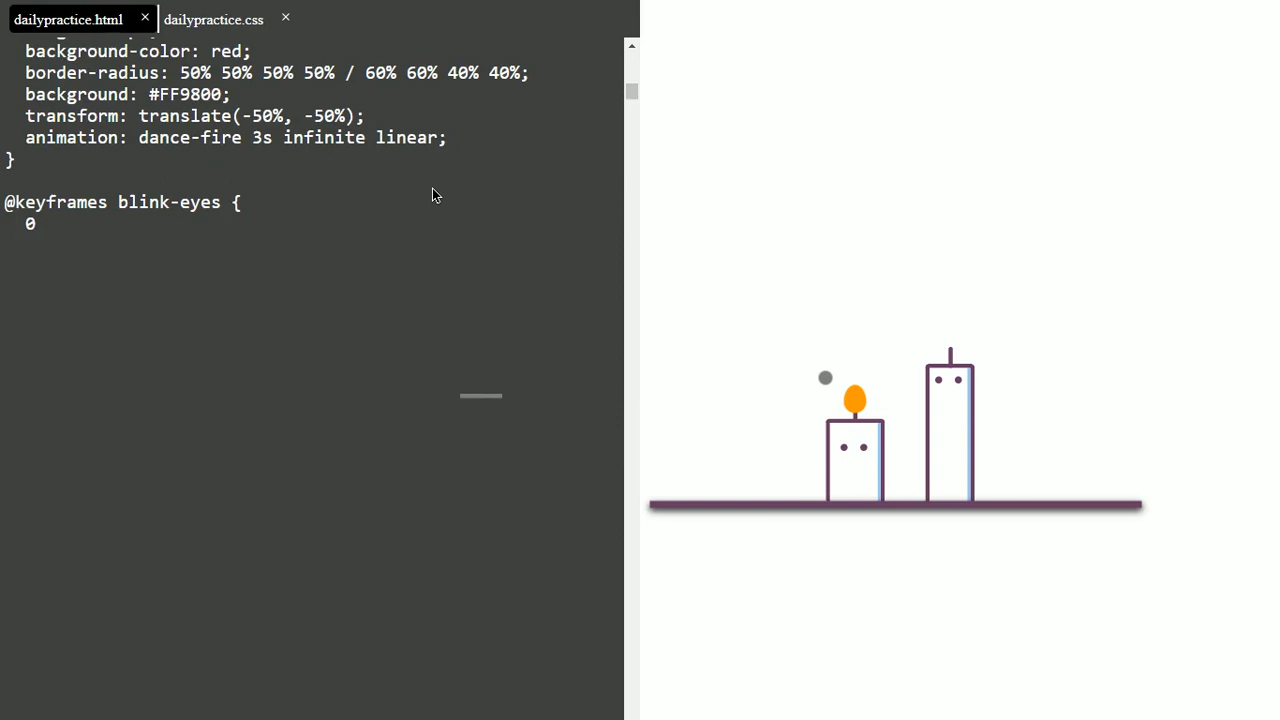 dailypractice.html × dailypractice.css ×
background-color: red;
border-radius: 50% 50% 50% 50% / 60% 60% 40% 40%;
background: #FF9800;
transform: translate(-50%, -50%);
animation: dance-fire 3s infinite linear;
}
@keyframes blink-eyes {
0